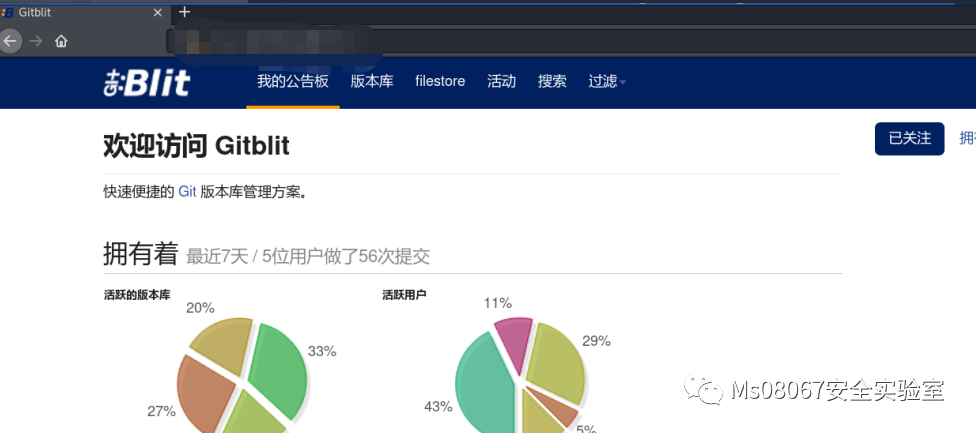 Gitblit
Blit
我的公告板 版本库 filestore 活动 搜索 过滤
欢迎访问 Gitblit
已关注
快速便捷的 Git 版本库管理方案。
拥有着 最近7天 / 5位用户做了56次提交
活跃的版本库 活跃用户
20% 11%
33% 29%
27% 43%
5%
Ms08067安全实验室